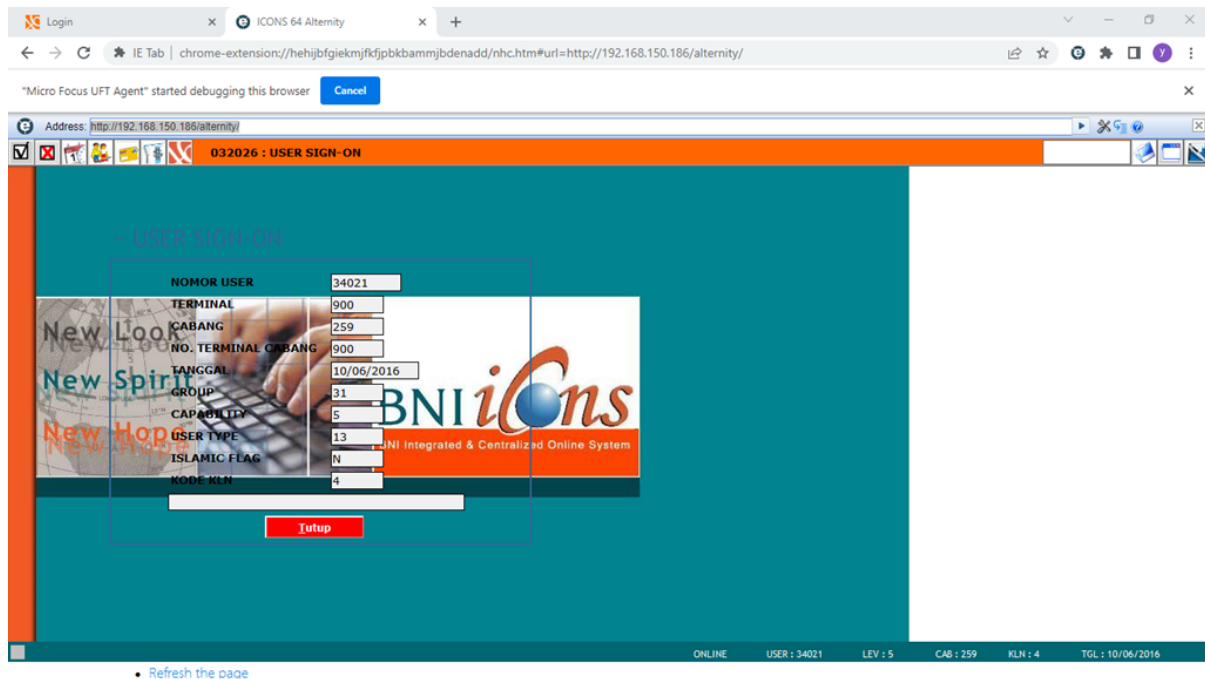 Login
ICONS 64 Alternity
IE Tab | chrome-extension://hehijbfgiekmjfkfjpbkbammjbdenadd/nhc.htm#url=http://192.168.150.186/alternity/
"Micro Focus UFT Agent" started debugging this browser Cancel
Address: http://192.168.150.186/alternity/
032026 : USER SIGN-ON
- USER SIGN-ON
NOMOR USER 34021
TERMINAL 900
CABANG 259
NO. TERMINAL CABANG 900
TANGGAL 10/06/2016
GROUP 31
CAPABILITY 5
USER TYPE 13
ISLAMIC FLAG N
KODE KLN 4
Tutup
New Look
New Spirit
New Hope
BNI icons
BNI Integrated & Centralized Online System
ONLINE USER : 34021 LEV : 5 CAB : 259 KLN : 4 TGL : 10/06/2016
• Refresh the page